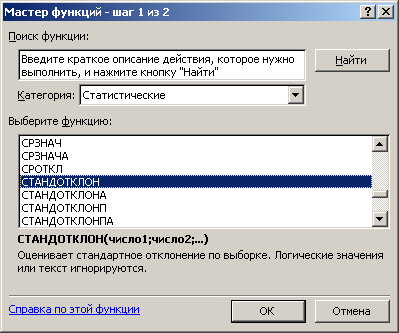 Мастер функций - шаг 1 из 2
Поиск функции:
Введите краткое описание действия, которое нужно
выполнить, и нажмите кнопку "Найти"
Найти
Категория: Статистические
Выберите функцию:
СРЗНАЧ
СРЗНАЧА
СРОТКЛ
СТАНДОТКЛОН
СТАНДОТКЛОНА
СТАНДОТКЛОНП
СТАНДОТКЛОНПА
СТАНДОТКЛОН(число1;число2;...)
Оценивает стандартное отклонение по выборке. Логические значения
или текст игнорируются.
Справка по этой функции
ОК
Отмена